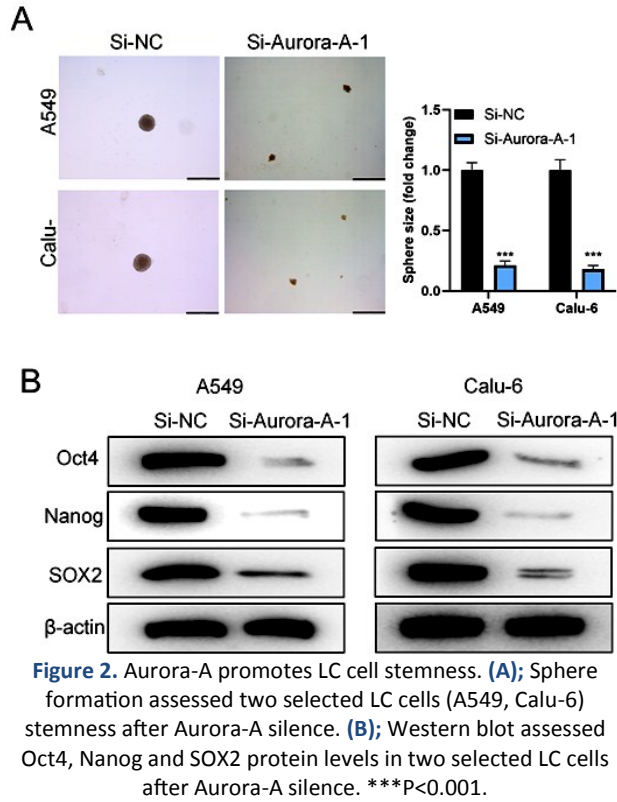 A
Si-NC Si-Aurora-A-1
A549
Calu-
Sphere size (fold change)
1.5
1.0
0.5
0.0
Si-NC
Si-Aurora-A-1
***
***
A549 Calu-6
B
A549 Calu-6
Si-NC Si-Aurora-A-1 Si-NC Si-Aurora-A-1
Oct4
Nanog
SOX2
β-actin
Figure 2. Aurora-A promotes LC cell stemness. (A); Sphere
formation assessed two selected LC cells (A549, Calu-6)
stemness after Aurora-A silence. (B); Western blot assessed
Oct4, Nanog and SOX2 protein levels in two selected LC cells
after Aurora-A silence. ***P<0.001.